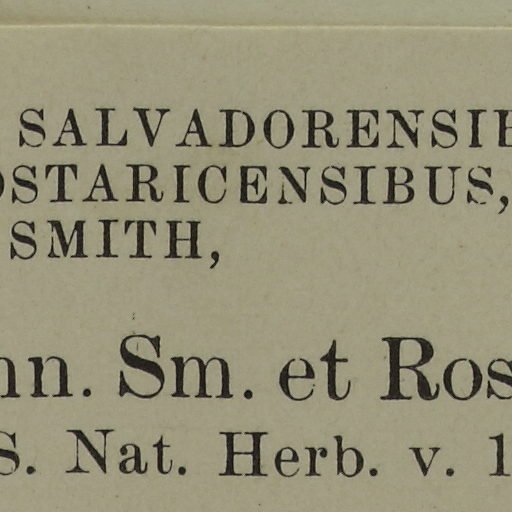 SALVADORENSIB
OSTARICENSIBUS,
SMITH,
nn. Sm. et Ros
S. Nat. Herb. v. 1